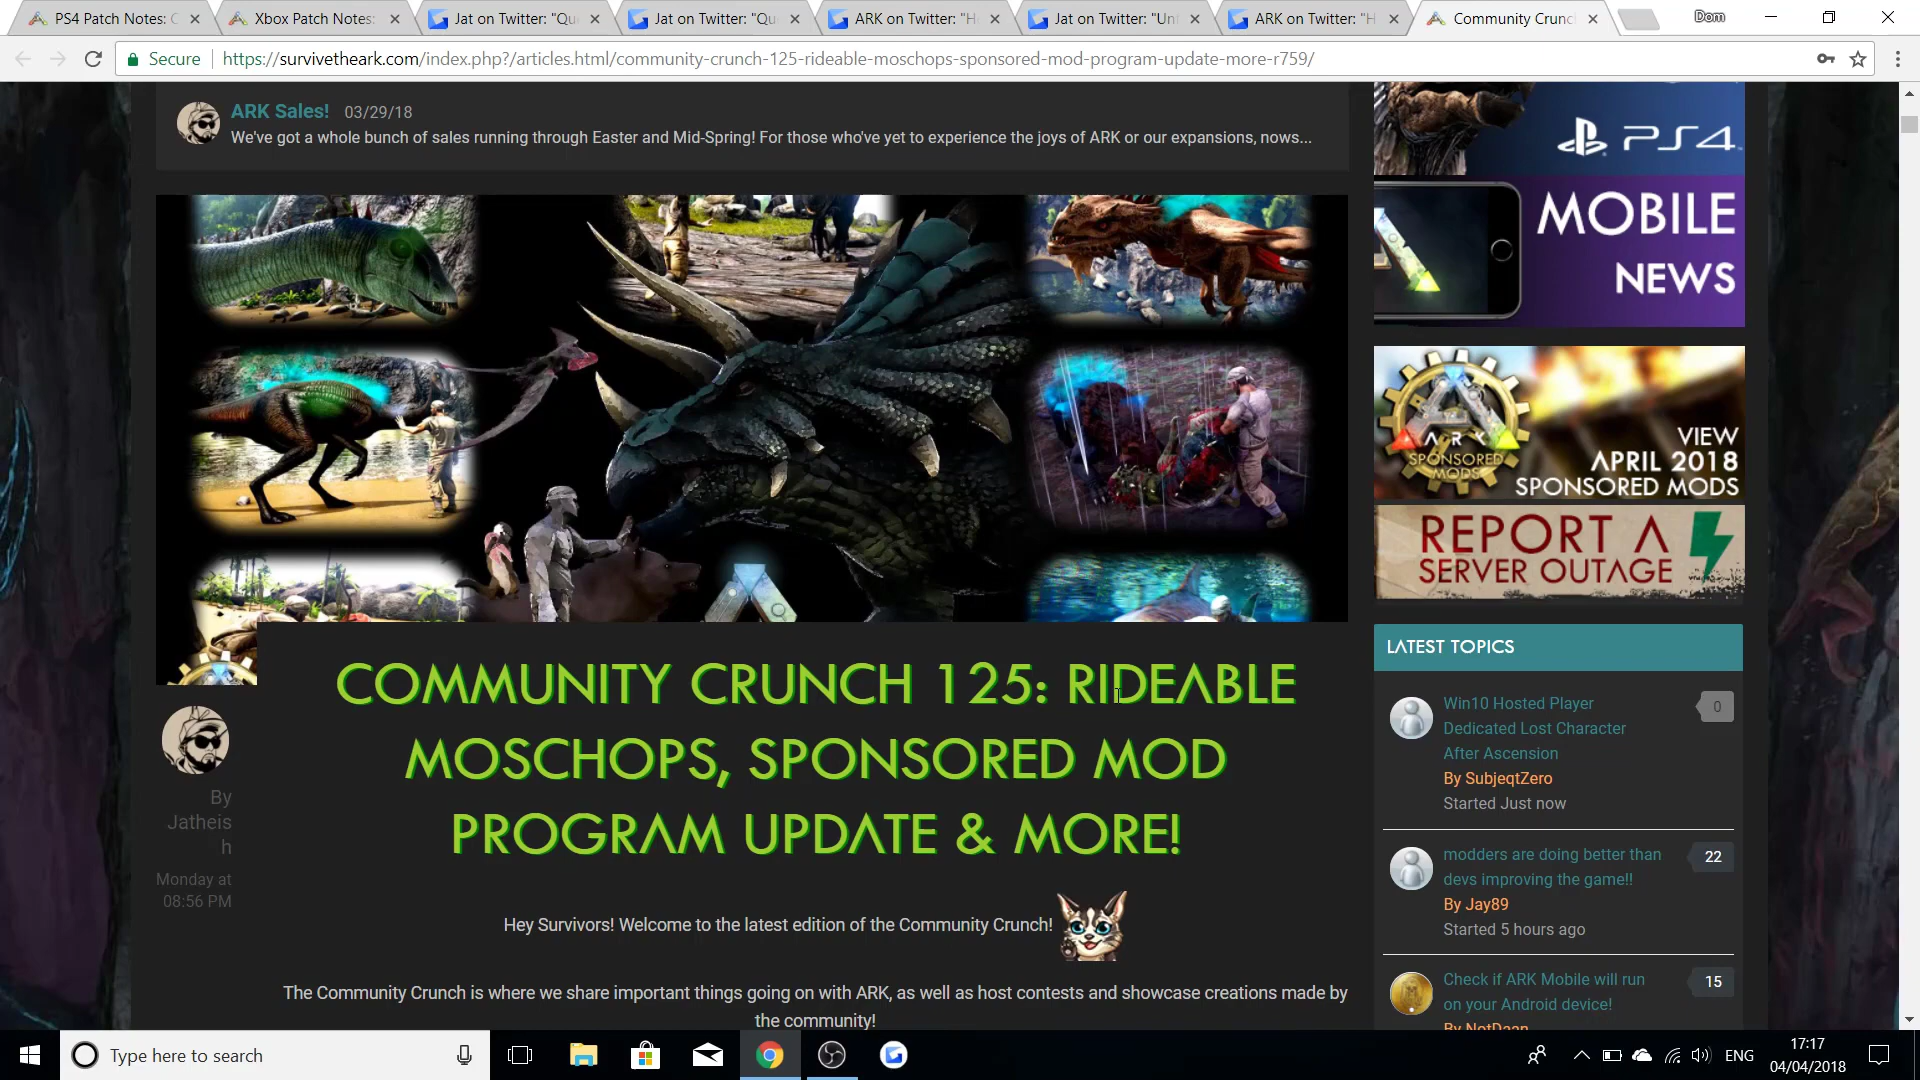 PS4 Patch Notes: C
Xbox Patch Notes:
Jat on Twitter: "Que
Jat on Twitter: "Que
ARK on Twitter: "He
Jat on Twitter: "Unf
ARK on Twitter: "H
Community Crunc
Dom
Secure
https://survivetheark.com/index.php?/articles.html/community-crunch-125-rideable-moschops-sponsored-mod-program-update-more-r759/
ARK Sales! 03/29/18
We've got a whole bunch of sales running through Easter and Mid-Spring! For those who've yet to experience the joys of ARK or our expansions, nows...
COMMUNITY CRUNCH 125: RIDEABLE
MOSCHOPS, SPONSORED MOD
PROGRAM UPDATE & MORE!
By
Jatheis
h
Monday at
08:56 PM
Hey Survivors! Welcome to the latest edition of the Community Crunch!
The Community Crunch is where we share important things going on with ARK, as well as host contests and showcase creations made by
the community!
PS4
MOBILE
NEWS
ARK
SPONSORED
MODS
VIEW
APRIL 2018
SPONSORED MODS
REPORT A
SERVER OUTAGE
LATEST TOPICS
Win10 Hosted Player
Dedicated Lost Character
After Ascension
By SubjeqtZero
Started Just now
0
modders are doing better than
devs improving the game!!
By Jay89
Started 5 hours ago
22
Check if ARK Mobile will run
on your Android device!
By NotDaan
15
Type here to search
ENG
17:17
04/04/2018